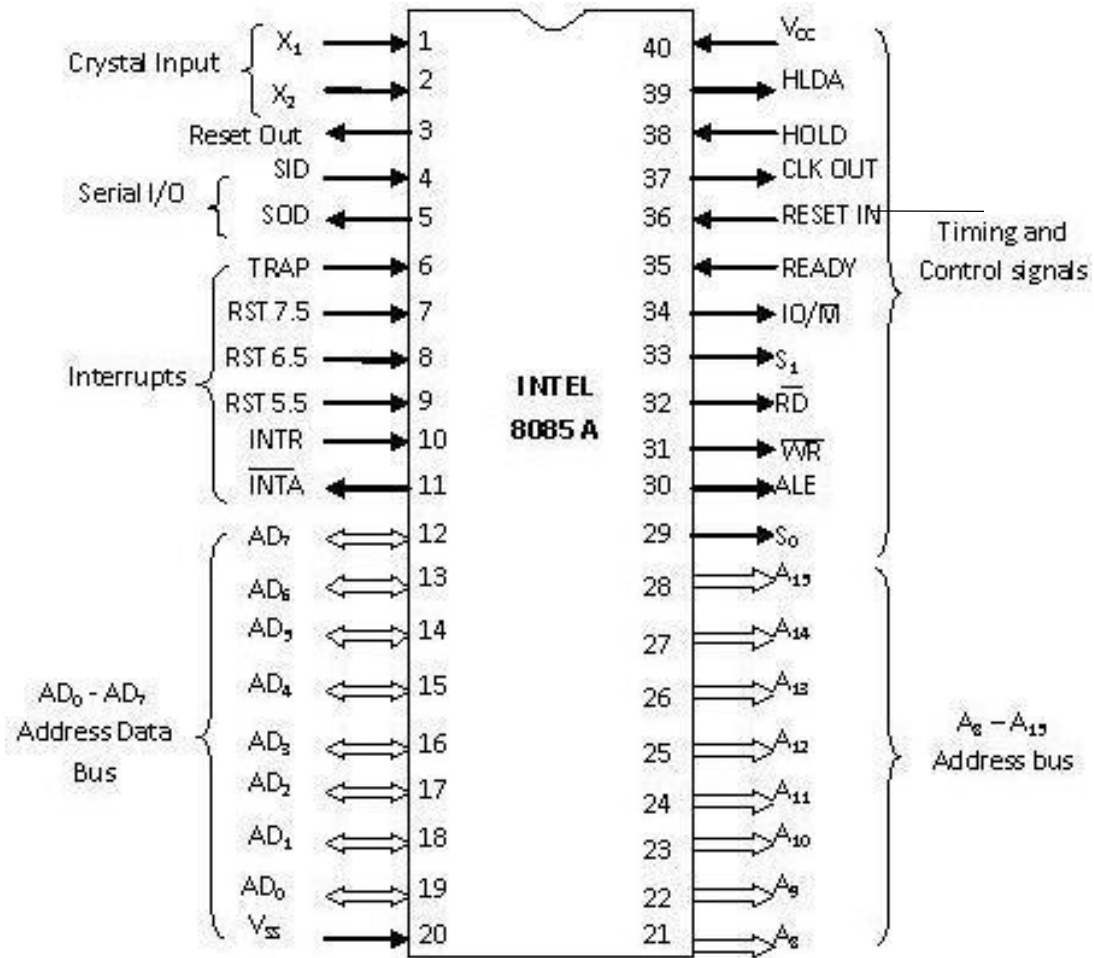 Crystal Input
X₁
1
X₂
2
Reset Out
3
Serial I/O
SID
4
SOD
5
Interrupts
TRAP
6
RST 7.5
7
RST 6.5
8
RST 5.5
9
INTR
10
I̅N̅T̅A̅
11
AD₀ - AD₇
Address Data
Bus
AD₇
12
AD₆
13
AD₅
14
AD₄
15
AD₃
16
AD₂
17
AD₁
18
AD₀
19
V_SS
20
INTEL
8085 A
40
V_CC
39
HLDA
38
HOLD
37
CLK OUT
36
RESET IN
35
READY
34
IO/M̅
33
S₁
32
R̅D̅
31
W̅R̅
30
ALE
29
S₀
Timing and
Control signals
28
A₁₅
27
A₁₄
26
A₁₃
25
A₁₂
24
A₁₁
23
A₁₀
22
A₉
21
A₈
A₈ – A₁₅
Address bus